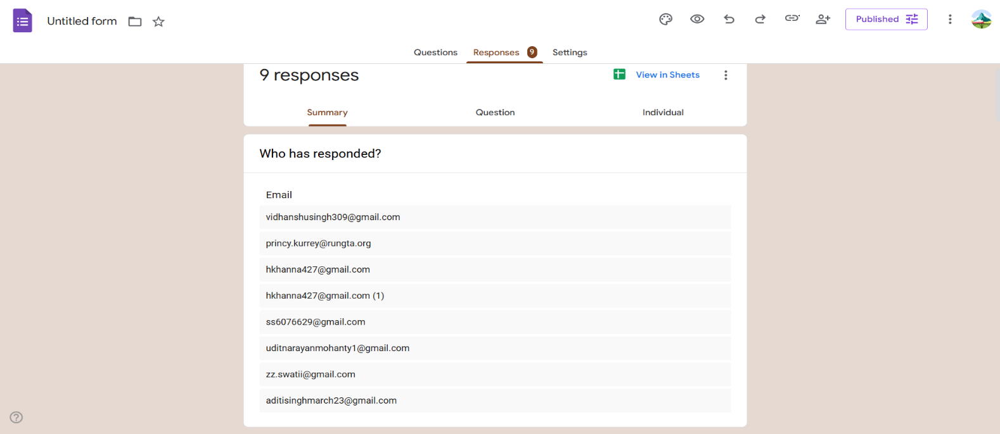 Untitled form
Published
Questions
Responses 9
Settings
9 responses
View in Sheets
Summary
Question
Individual
Who has responded?
Email
vidhanshusingh309@gmail.com
princy.kurrey@rungta.org
hkhanna427@gmail.com
hkhanna427@gmail.com (1)
ss6076629@gmail.com
uditnarayanmohanty1@gmail.com
zz.swatii@gmail.com
aditisinghmarch23@gmail.com